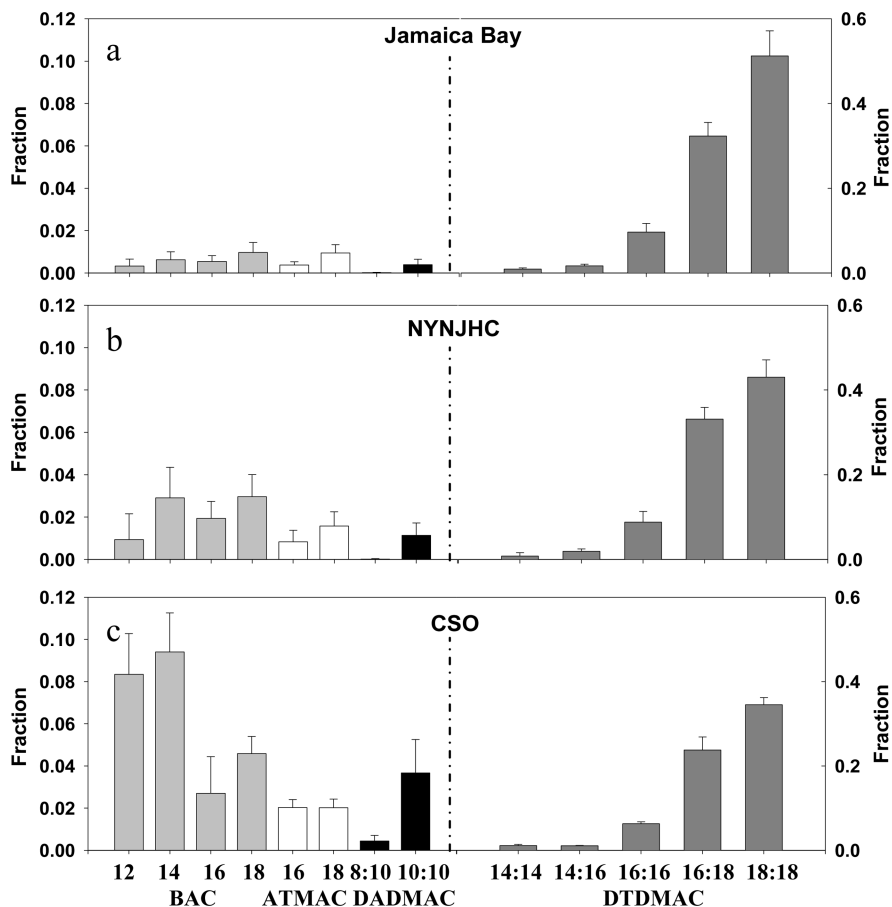 0.12 0.6
a Jamaica Bay
0.10
0.08 0.4
0.06
0.04 0.2
0.02
0.00 0.0
Fraction
Fraction
0.12 0.6
b NYNJHC
0.10
0.08 0.4
0.06
0.04 0.2
0.02
0.00 0.0
Fraction
Fraction
0.12 0.6
c CSO
0.10
0.08 0.4
0.06
0.04 0.2
0.02
0.00 0.0
Fraction
Fraction
12 14 16 18 16 18 8:10 10:10 14:14 14:16 16:16 16:18 18:18
BAC ATMAC DADMAC DTDMAC